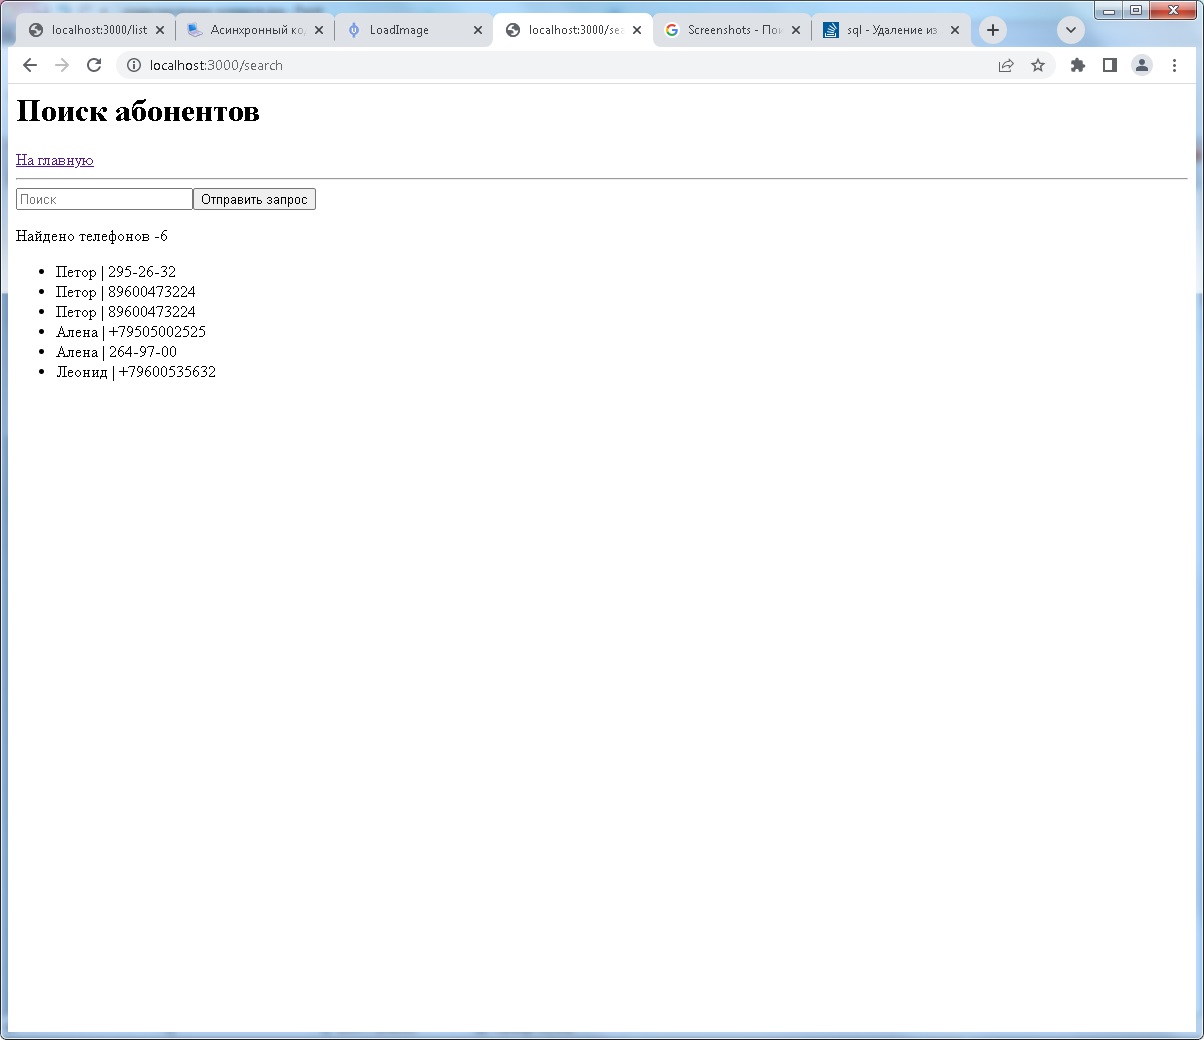 localhost:3000/list
Асинхронный ко
LoadImage
localhost:3000/sea
Screenshots - Пои
sql - Удаление из
localhost:3000/search
Поиск абонентов
На главную
Поиск
Отправить запрос
Найдено телефонов -6
Петор | 295-26-32
Петор | 89600473224
Петор | 89600473224
Алена | +79505002525
Алена | 264-97-00
Леонид | +79600535632